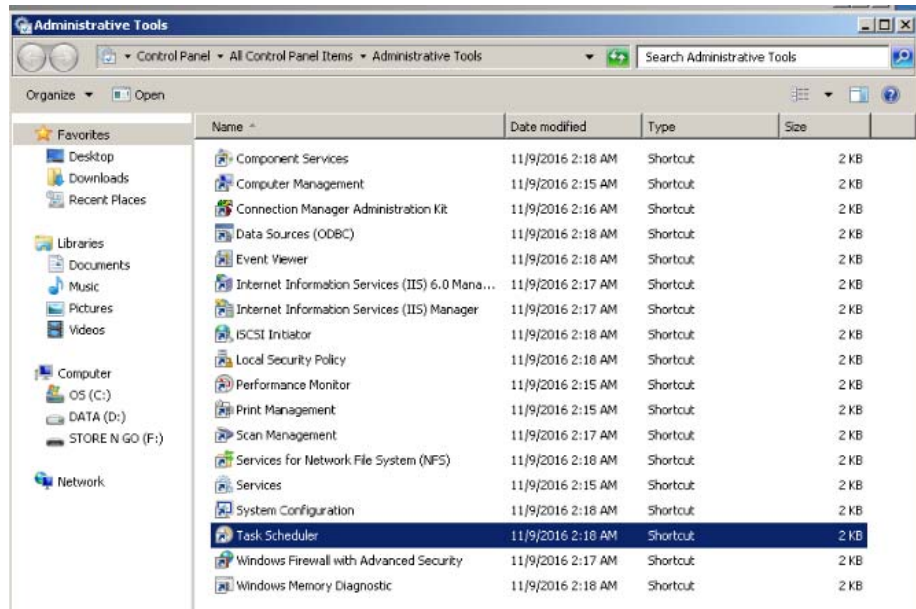 Administrative Tools
Control Panel All Control Panel Items Administrative Tools Search Administrative Tools
Organize Open
Favorites
Desktop
Downloads
Recent Places
Libraries
Documents
Music
Pictures
Videos
Computer
OS (C:)
DATA (D:)
STORE N GO (F:)
Network
Name Date modified Type Size
Component Services 11/9/2016 2:18 AM Shortcut 2 KB
Computer Management 11/9/2016 2:15 AM Shortcut 2 KB
Connection Manager Administration Kit 11/9/2016 2:16 AM Shortcut 2 KB
Data Sources (ODBC) 11/9/2016 2:18 AM Shortcut 2 KB
Event Viewer 11/9/2016 2:18 AM Shortcut 2 KB
Internet Information Services (IIS) 6.0 Mana... 11/9/2016 2:17 AM Shortcut 2 KB
Internet Information Services (IIS) Manager 11/9/2016 2:17 AM Shortcut 2 KB
iSCSI Initiator 11/9/2016 2:18 AM Shortcut 2 KB
Local Security Policy 11/9/2016 2:18 AM Shortcut 2 KB
Performance Monitor 11/9/2016 2:15 AM Shortcut 2 KB
Print Management 11/9/2016 2:15 AM Shortcut 2 KB
Scan Management 11/9/2016 2:17 AM Shortcut 2 KB
Services for Network File System (NFS) 11/9/2016 2:18 AM Shortcut 2 KB
Services 11/9/2016 2:15 AM Shortcut 2 KB
System Configuration 11/9/2016 2:18 AM Shortcut 2 KB
Task Scheduler 11/9/2016 2:18 AM Shortcut 2 KB
Windows Firewall with Advanced Security 11/9/2016 2:17 AM Shortcut 2 KB
Windows Memory Diagnostic 11/9/2016 2:18 AM Shortcut 2 KB